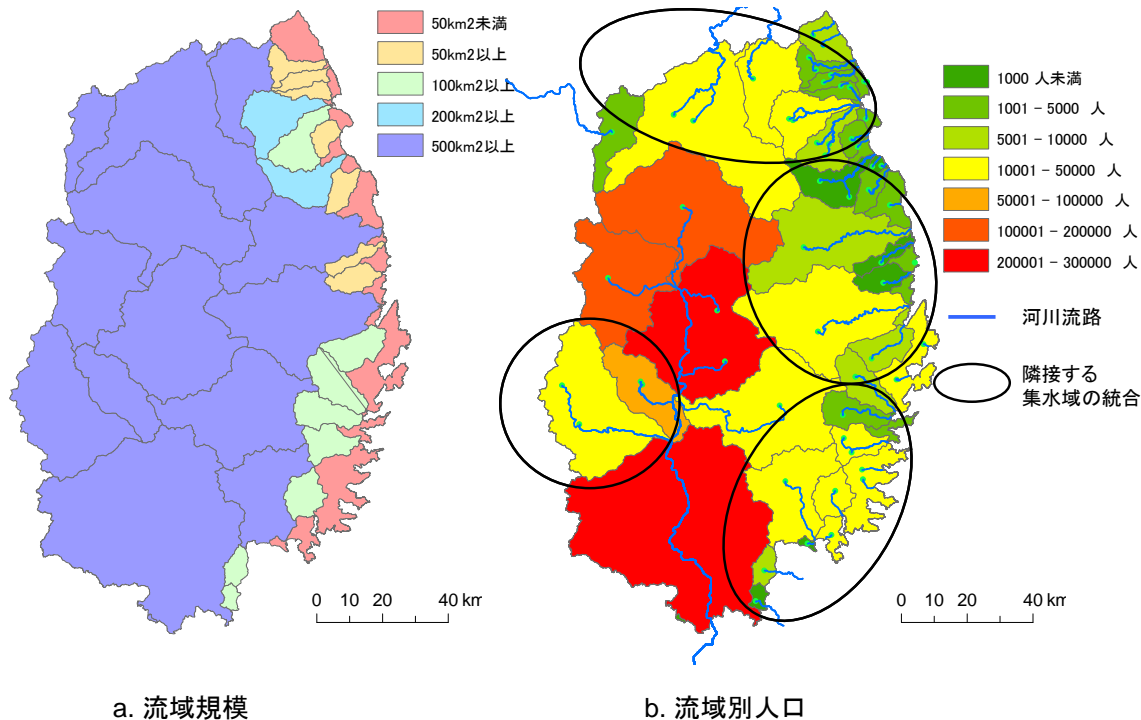 50km2未満
50km2以上
100km2以上
200km2以上
500km2以上
0 10 20 40 km
a. 流域規模
1000 人未満
1001 - 5000 人
5001 - 10000 人
10001 - 50000 人
50001 - 100000 人
100001 - 200000 人
200001 - 300000 人
河川流路
隣接する
集水域の統合
0 10 20 40 km
b. 流域別人口